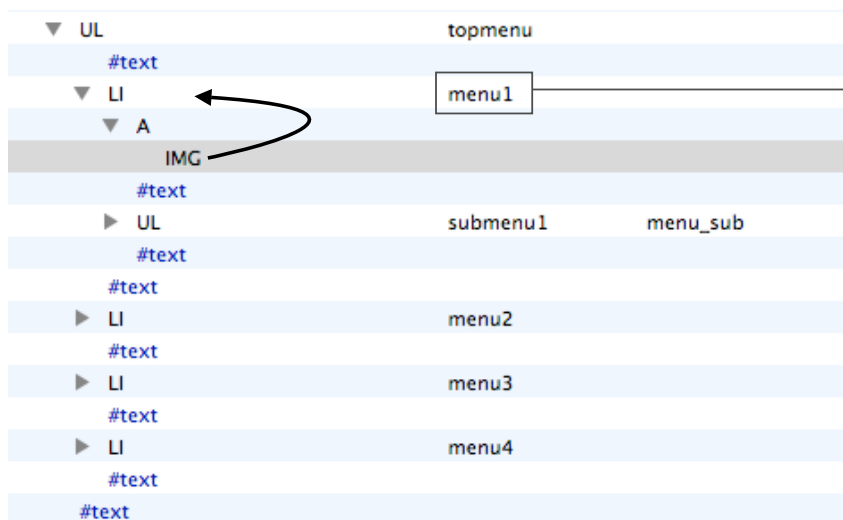 UL topmenu
#text
LI menu1
A
IMG
#text
UL submenu1 menu_sub
#text
#text
LI menu2
#text
LI menu3
#text
LI menu4
#text
#text